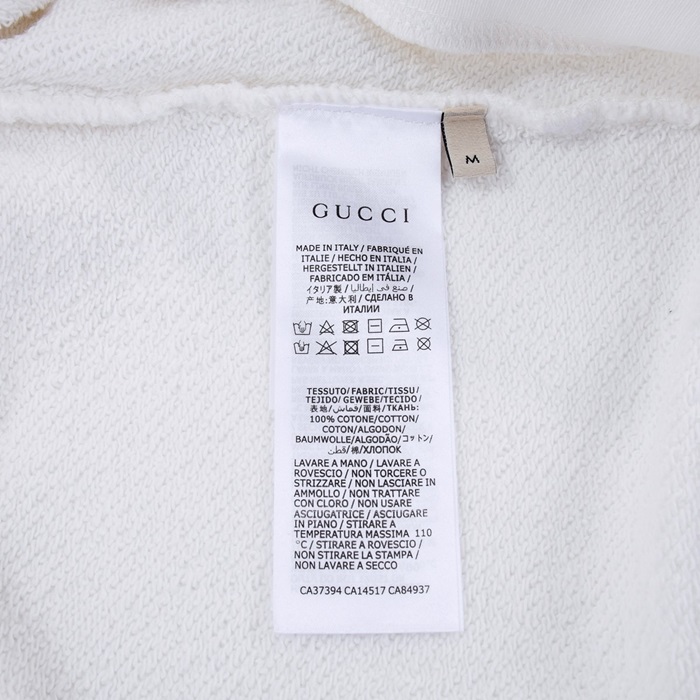 M
GUCCI
MADE IN ITALY / FABRIQUÉ EN
ITALIE / HECHO EN ITALIA /
HERGESTELLT IN ITALIEN /
FABRICADO EM ITÁLIA /
イタリア製 / صنع في إيطاليا /
产地:意大利 / СДЕЛАНО В
ИТАЛИИ
TESSUTO/FABRIC/TISSU/
TEJIDO/GEWEBE/TECIDO/
表地/قماش/面料/ТКАНЬ:
100% COTONE/COTTON/
COTON/ALGODON/
BAUMWOLLE/ALGODÃO/コットン/
قطن/棉/ХЛОПОК
LAVARE A MANO / LAVARE A
ROVESCIO / NON TORCERE O
STRIZZARE / NON LASCIARE IN
AMMOLLO / NON TRATTARE
CON CLORO / NON USARE
ASCIUGATRICE / ASCIUGARE
IN PIANO / STIRARE A
TEMPERATURA MASSIMA 110
°C / STIRARE A ROVESCIO /
NON STIRARE LA STAMPA /
NON LAVARE A SECCO
CA37394 CA14517 CA84937